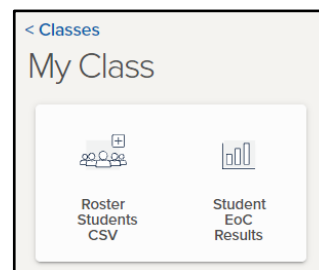 < Classes
My Class
Roster
Students
CSV
Student
EoC
Results